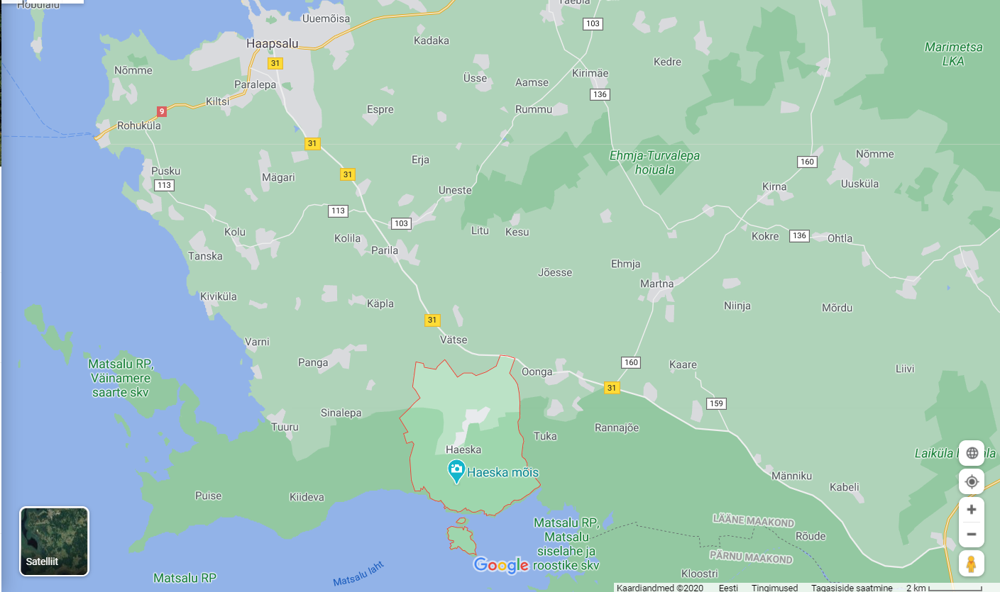 Hobulalu
Taebla
Uuemõisa
103
Kadaka
Haapsalu
Marimetsa
LKA
31
Kedre
Nõmme
Üsse
Kirimäe
Aamse
Paralepa
136
Kiltsi
9
Espre
Rummu
Rohuküla
31
Ehmja-Turvalepa
hoiuala
Nõmme
Erja
160
Pusku
31
Mägari
113
Kirna
Uusküla
Uneste
113
103
Kolu
Litu
Kesu
Kolila
Kokre
136
Ohtla
Parila
Tanska
Ehmja
Jõesse
Martna
Kiviküla
Käpla
Niinja
Mõrdu
31
Vätse
Varni
Matsalu RP,
Väinamere
saarte skv
Panga
160
Kaare
Oonga
Liivi
31
159
Sinalepa
Tuuru
Rannajõe
Tuka
Haeska
Haeska mõis
Laiküla
ala
Männiku
Kabeli
Puise
Kiideva
LÄÄNE MAAKOND
Matsalu RP,
Matsalu
siselahe ja
roostike skv
Rõude
PÄRNU MAAKOND
Satelliit
Google
Matsalu laht
Matsalu RP
Kloostri
Kaardiandmed ©2020 Eesti Tingimused Tagasiside saatmine 2 km